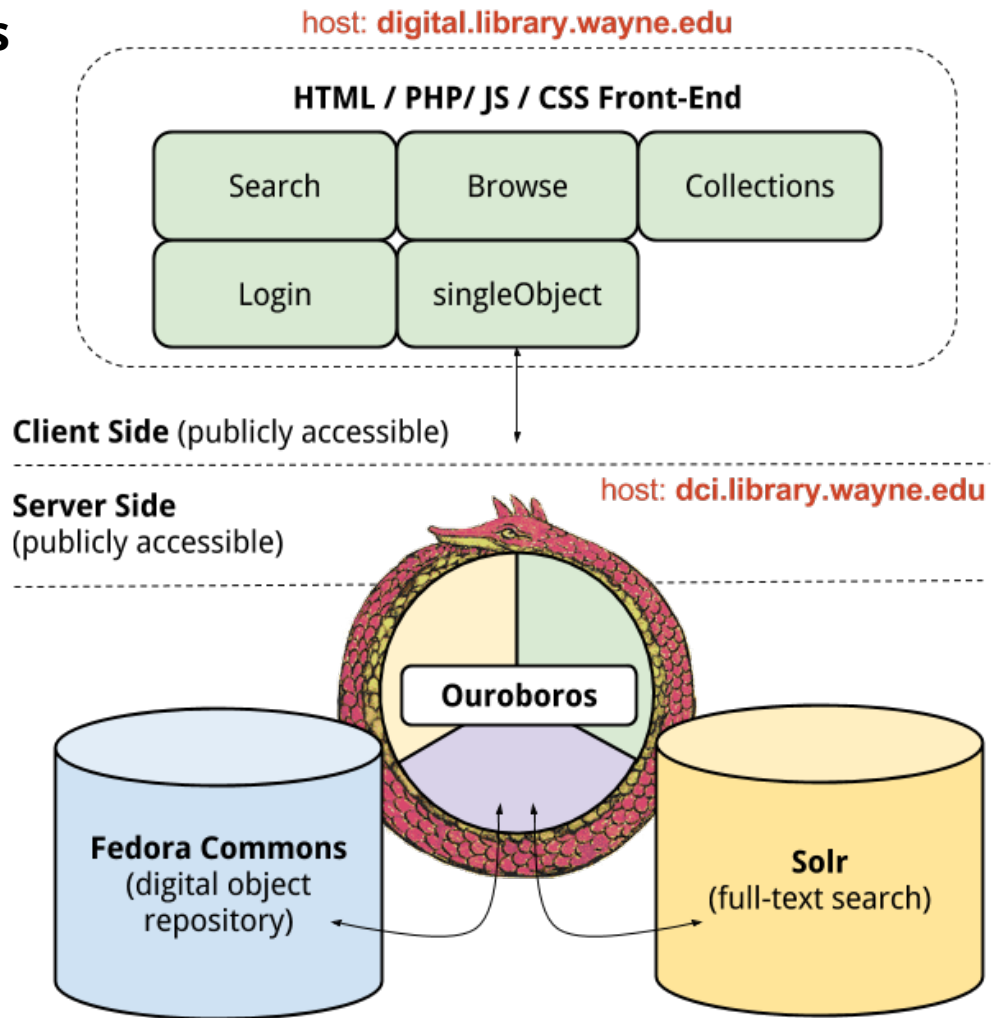 s
host: digital.library.wayne.edu
HTML / PHP/ JS / CSS Front-End
Search
Browse
Collections
Login
singleObject
Client Side (publicly accessible)
host: dci.library.wayne.edu
Server Side
(publicly accessible)
Ouroboros
Fedora Commons
(digital object
repository)
Solr
(full-text search)